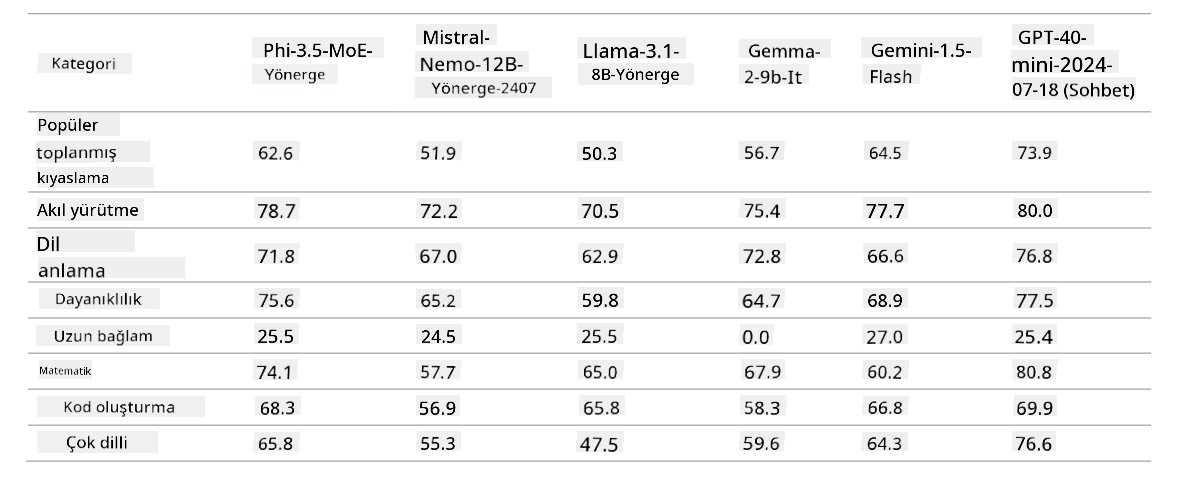 Kategori Phi-3.5-MoE-Yönerge Mistral-Nemo-12B-Yönerge-2407 Llama-3.1-8B-Yönerge Gemma-2-9b-It Gemini-1.5-Flash GPT-40-mini-2024-07-18 (Sohbet)
Popüler toplanmış kıyaslama 62.6 51.9 50.3 56.7 64.5 73.9
Akıl yürütme 78.7 72.2 70.5 75.4 77.7 80.0
Dil anlama 71.8 67.0 62.9 72.8 66.6 76.8
Dayanıklılık 75.6 65.2 59.8 64.7 68.9 77.5
Uzun bağlam 25.5 24.5 25.5 0.0 27.0 25.4
Matematik 74.1 57.7 65.0 67.9 60.2 80.8
Kod oluşturma 68.3 56.9 65.8 58.3 66.8 69.9
Çok dilli 65.8 55.3 47.5 59.6 64.3 76.6